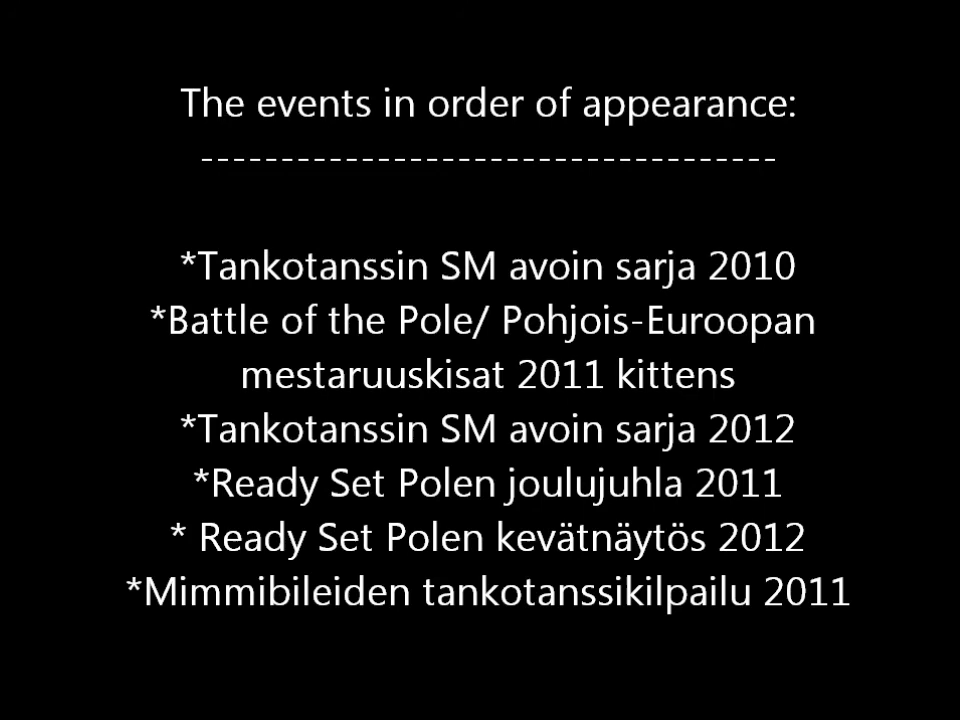 The events in order of appearance:
------------------------------------
*Tankotanssin SM avoin sarja 2010
*Battle of the Pole/ Pohjois-Euroopan
mestaruuskisat 2011 kittens
*Tankotanssin SM avoin sarja 2012
*Ready Set Polen joulujuhla 2011
* Ready Set Polen kevätnäytös 2012
*Mimmibileiden tankotanssikilpailu 2011